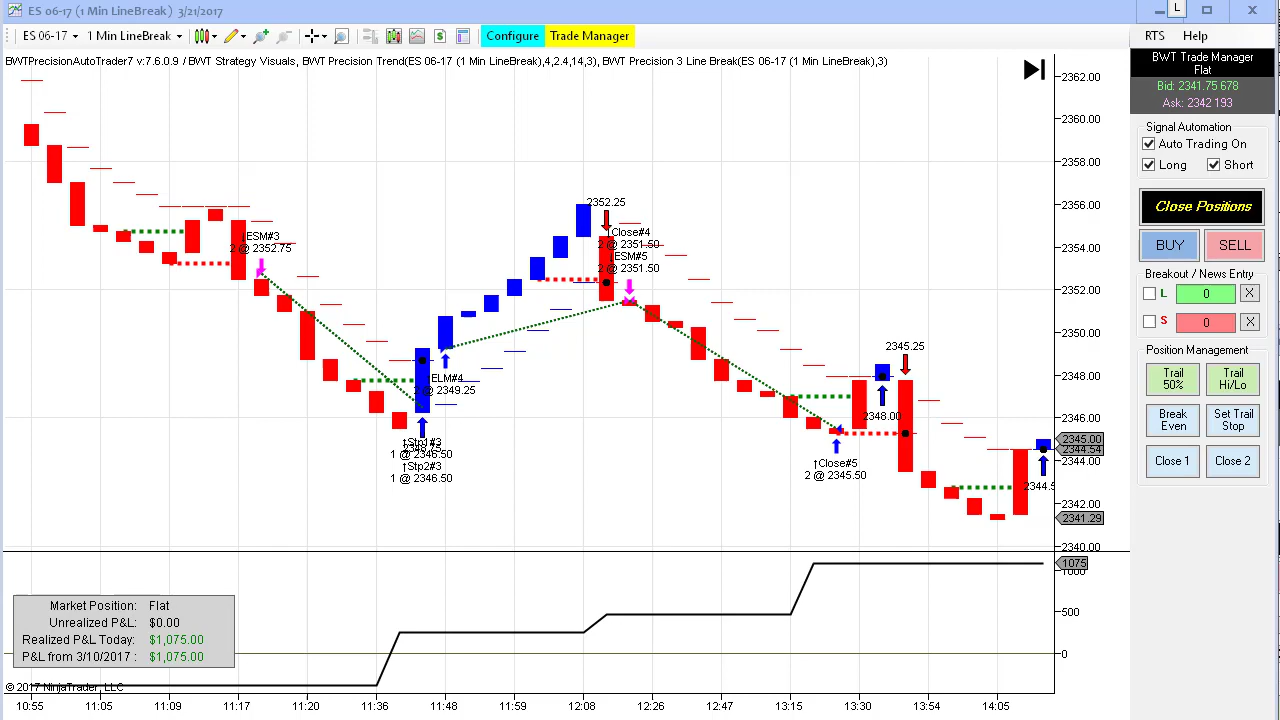 ES 06-17 (1 Min LineBreak) 3/21/2017
L
ES 06-17
1 Min LineBreak
Configure
Trade Manager
RTS
Help
BWTPrecisionAutoTrader7 v:7.6.0.9 / BWT Strategy Visuals, BWT Precision Trend(ES 06-17 (1 Min LineBreak),4,2.4,14,3), BWT Precision 3 Line Break(ES 06-17 (1 Min LineBreak),3)
2362.00
2360.00
2358.00
2356.00
2354.00
2352.00
2350.00
2348.00
2346.00
2345.00
2344.54
2344.00
2342.00
2341.29
2340.00
1075
1000
500
0
↓ESM#3
2 @ 2352.75
↑Stp1#3
1 @ 2346.50
↑Stp2#3
1 @ 2346.50
ELM#4
2 @ 2349.25
2352.25
↓Close#4
2 @ 2351.50
↓ESM#5
2 @ 2351.50
↑Close#5
2 @ 2345.50
2348.00
2345.25
2344.5
Market Position: Flat
Unrealized P&L: $0.00
Realized P&L Today: $1,075.00
P&L from 3/10/2017 : $1,075.00
© 2017 NinjaTrader, LLC
10:55 11:05 11:09 11:17 11:20 11:36 11:48 11:59 12:08 12:26 12:28 13:15 13:30 13:54 14:05
BWT Trade Manager
Flat
Bid: 2341.75 678
Ask: 2342 193
Signal Automation
Auto Trading On
Long Short
Close Positions
BUY SELL
Breakout / News Entry
L 0 X
S 0 X
Position Management
Trail 50%
Trail Hi/Lo
Break Even
Set Trail Stop
Close 1
Close 2